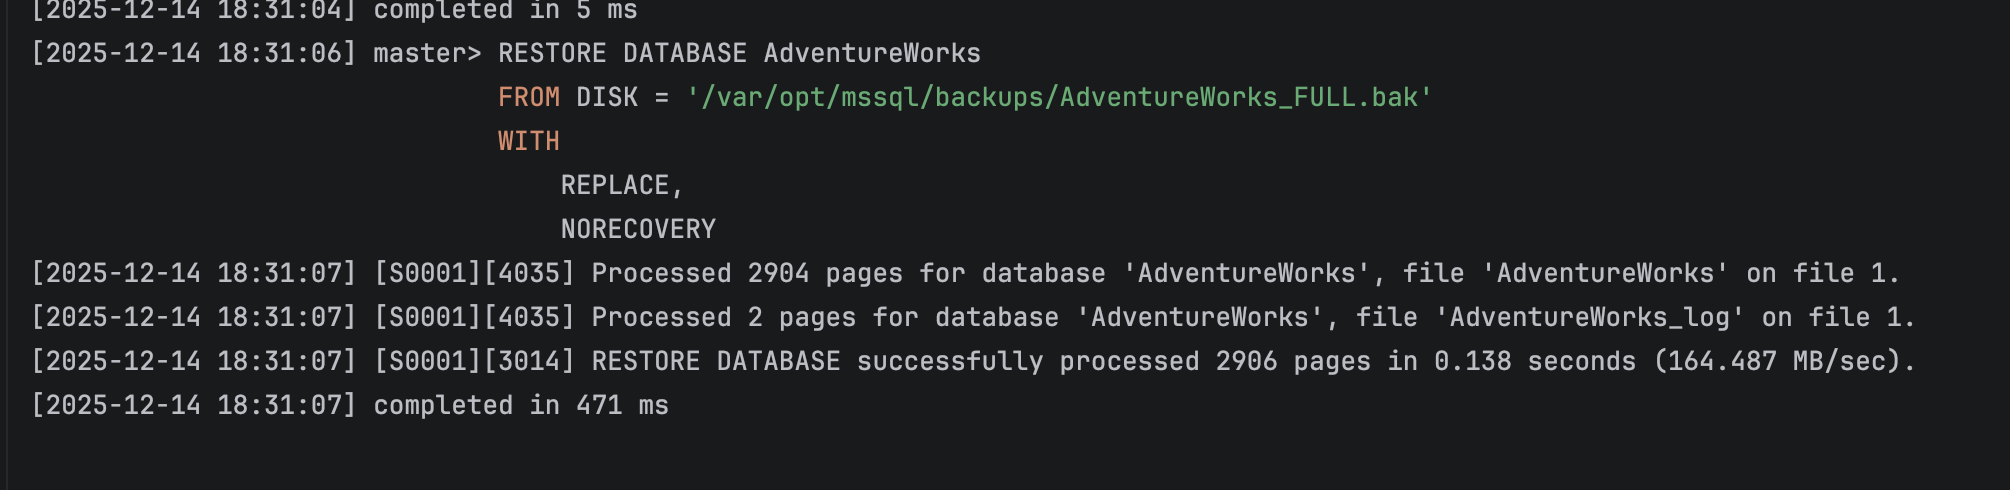 [2025-12-14 18:31:04] completed in 5 ms
[2025-12-14 18:31:06] master> RESTORE DATABASE AdventureWorks
FROM DISK = '/var/opt/mssql/backups/AdventureWorks_FULL.bak'
WITH
REPLACE,
NORECOVERY
[2025-12-14 18:31:07] [S0001][4035] Processed 2904 pages for database 'AdventureWorks', file 'AdventureWorks' on file 1.
[2025-12-14 18:31:07] [S0001][4035] Processed 2 pages for database 'AdventureWorks', file 'AdventureWorks_log' on file 1.
[2025-12-14 18:31:07] [S0001][3014] RESTORE DATABASE successfully processed 2906 pages in 0.138 seconds (164.487 MB/sec).
[2025-12-14 18:31:07] completed in 471 ms